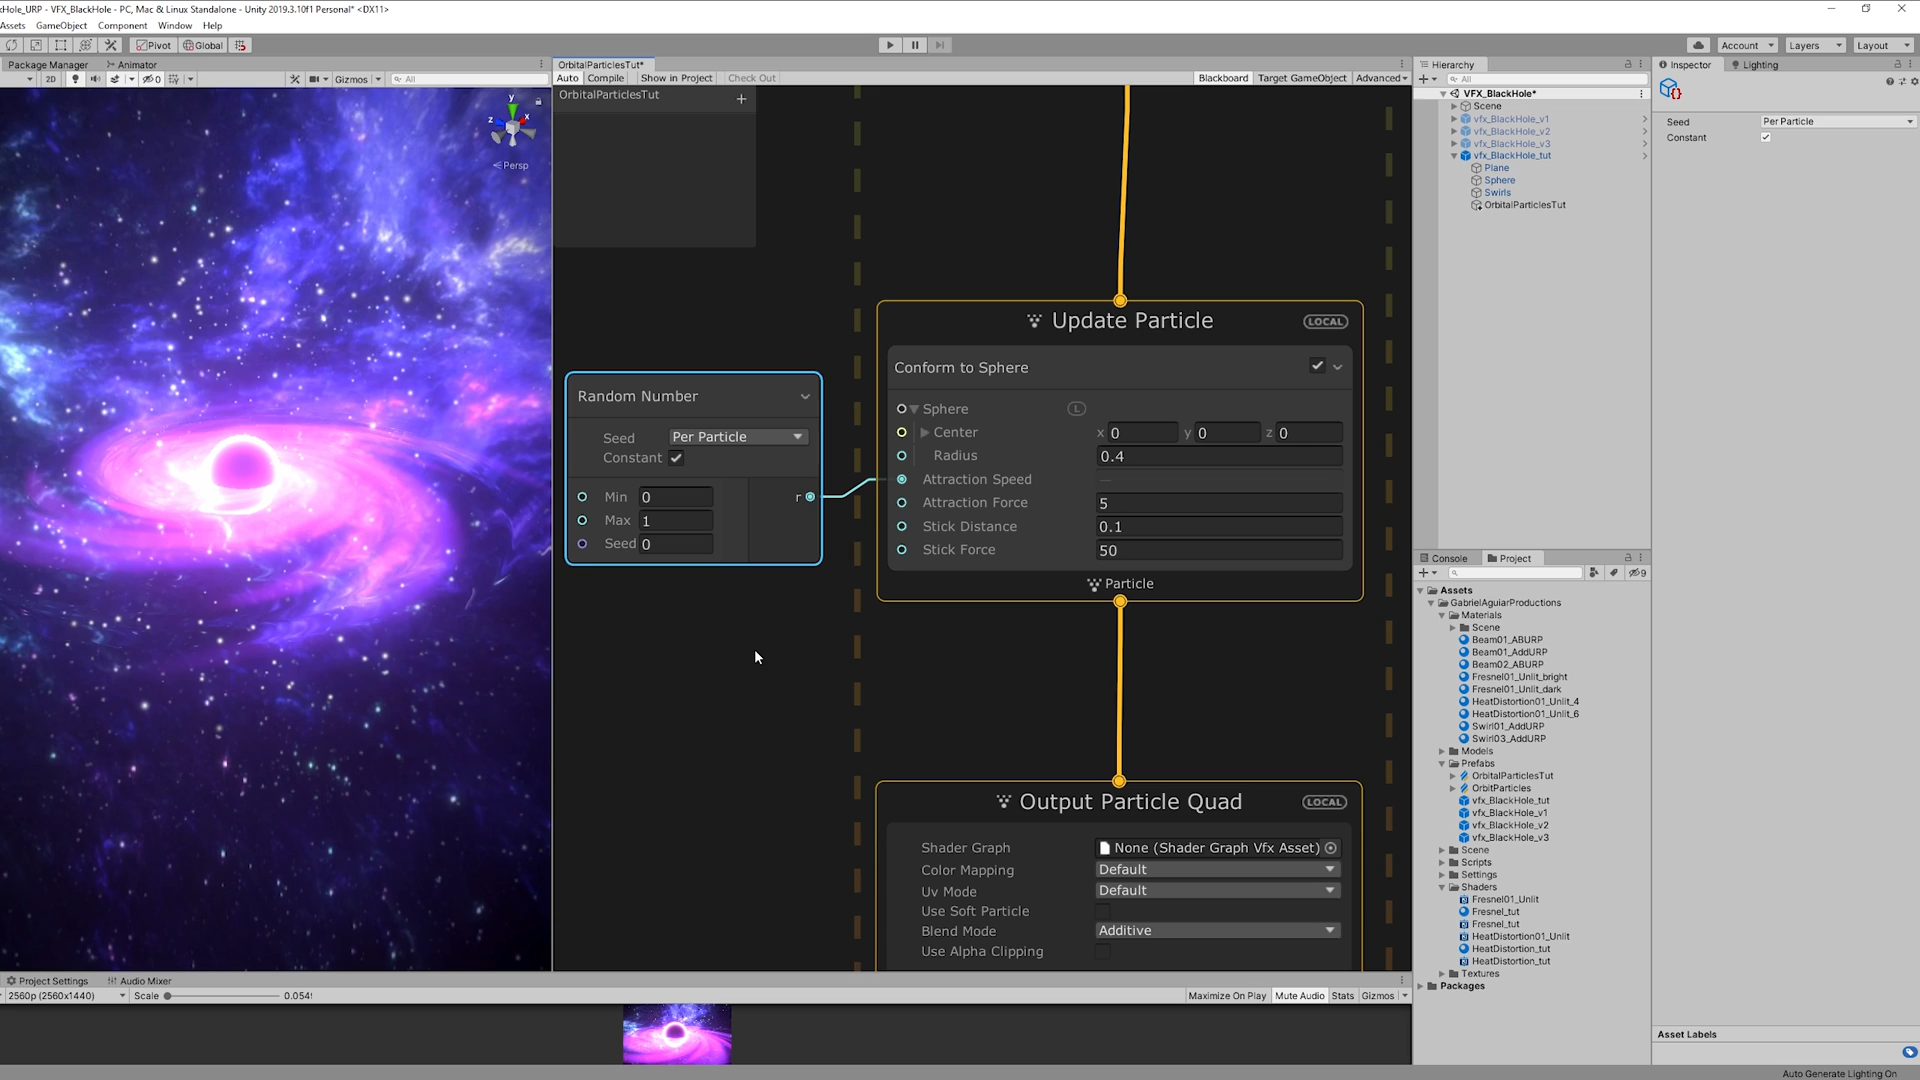 kHole_URP - VFX_BlackHole - PC, Mac & Linux Standalone - Unity 2019.3.10f1 Personal* <DX11>
Assets GameObject Component Window Help
Pivot Global Account Layers Layout
Package Manager Animator
2D 0 Gizmos All
y
z x
Persp
OrbitalParticlesTut*
Auto Compile Show in Project Check Out Blackboard Target GameObject Advanced
OrbitalParticlesTut +
Random Number
Seed Per Particle
Constant
Min 0
Max 1
Seed 0
r
Update Particle LOCAL
Conform to Sphere
Sphere L
Center x 0 y 0 z 0
Radius 0.4
Attraction Speed
Attraction Force 5
Stick Distance 0.1
Stick Force 50
Particle
Output Particle Quad LOCAL
Shader Graph None (Shader Graph Vfx Asset)
Color Mapping Default
Uv Mode Default
Use Soft Particle
Blend Mode Additive
Use Alpha Clipping
Hierarchy
+ All
VFX_BlackHole*
Scene
vfx_BlackHole_v1
vfx_BlackHole_v2
vfx_BlackHole_v3
vfx_BlackHole_tut
Plane
Sphere
Swirls
OrbitalParticlesTut
Console Project
+ 9
Assets
GabrielAguiarProductions
Materials
Scene
Beam01_ABURP
Beam01_AddURP
Beam02_ABURP
Fresnel01_Unlit_bright
Fresnel01_Unlit_dark
HeatDistortion01_Unlit_4
HeatDistortion01_Unlit_6
Swirl01_AddURP
Swirl03_AddURP
Models
Prefabs
OrbitalParticlesTut
OrbitParticles
vfx_BlackHole_tut
vfx_BlackHole_v1
vfx_BlackHole_v2
vfx_BlackHole_v3
Scene
Scripts
Settings
Shaders
Fresnel01_Unlit
Fresnel_tut
Fresnel_tut
HeatDistortion01_Unlit
HeatDistortion_tut
HeatDistortion_tut
Textures
Packages
Inspector Lighting
Seed Per Particle
Constant
Asset Labels
Project Settings Audio Mixer
2560p (2560x1440) Scale 0.054! Maximize On Play Mute Audio Stats Gizmos
Auto Generate Lighting On